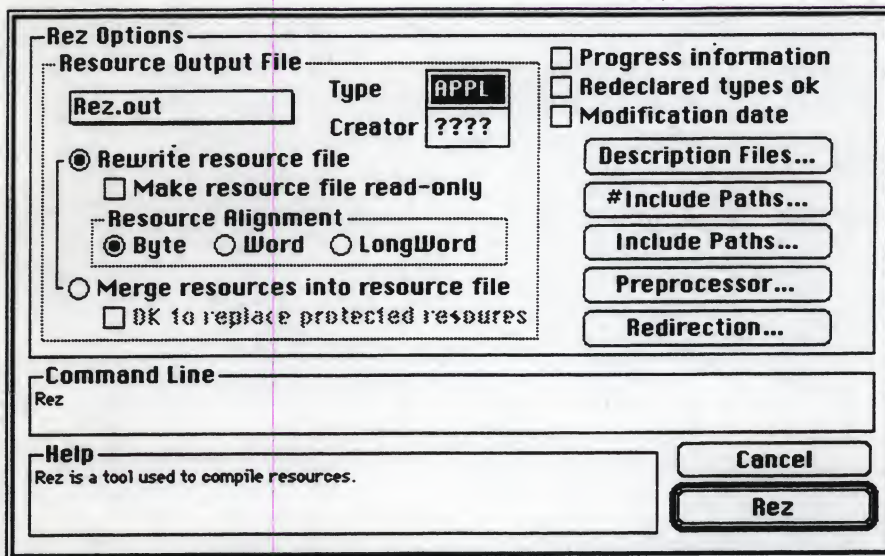 Rez Options
Resource Output File
Rez.out
Type
APPL
Creator
????
Rewrite resource file
Make resource file read-only
Resource Alignment
Byte
Word
LongWord
Merge resources into resource file
OK to replace protected resoures
Progress information
Redeclared types ok
Modification date
Description Files...
#Include Paths...
Include Paths...
Preprocessor...
Redirection...
Command Line
Rez
Help
Rez is a tool used to compile resources.
Cancel
Rez